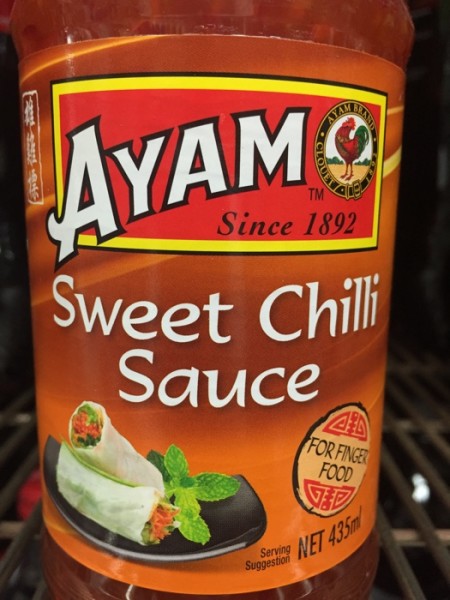 AYAM
TM
Since 1892
AYAM BRAND
Sweet Chilli
Sauce
FOR FINGER
FOOD
Serving
Suggestion
NET 435ml